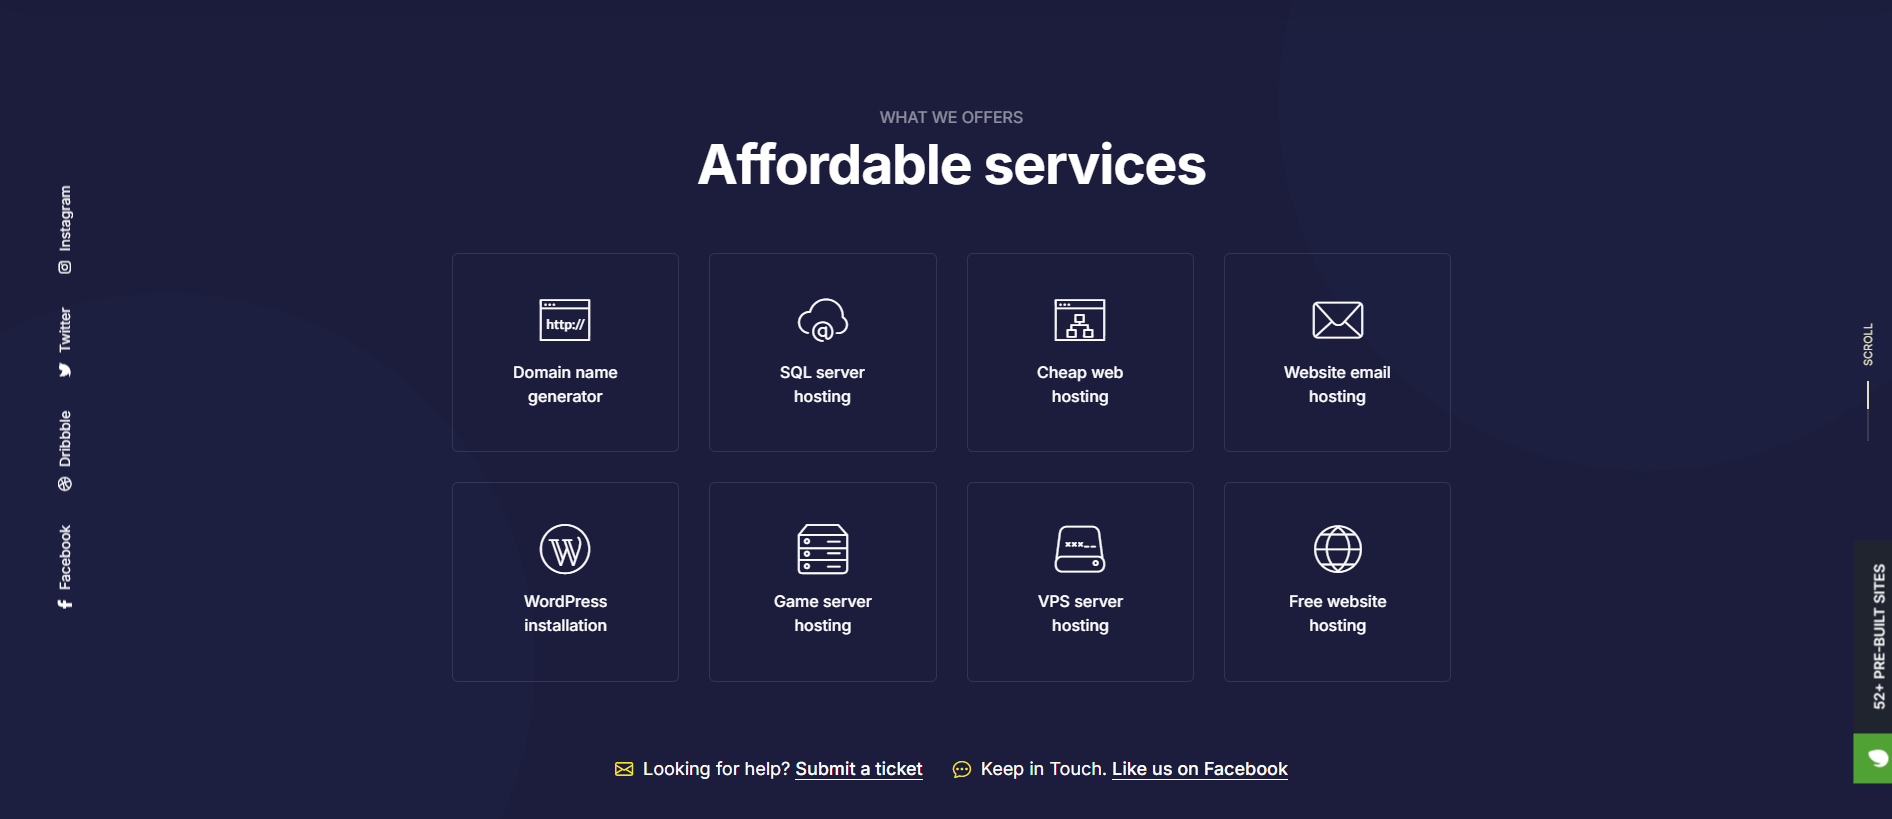 WHAT WE OFFERS
Affordable services
Instagram
Twitter
Dribbble
Facebook
http://
Domain name
generator
@
SQL server
hosting
Cheap web
hosting
Website email
hosting
W
WordPress
installation
Game server
hosting
xxx__
VPS server
hosting
Free website
hosting
Looking for help? Submit a ticket
Keep in Touch. Like us on Facebook
SCROLL
52+ PRE-BUILT SITES